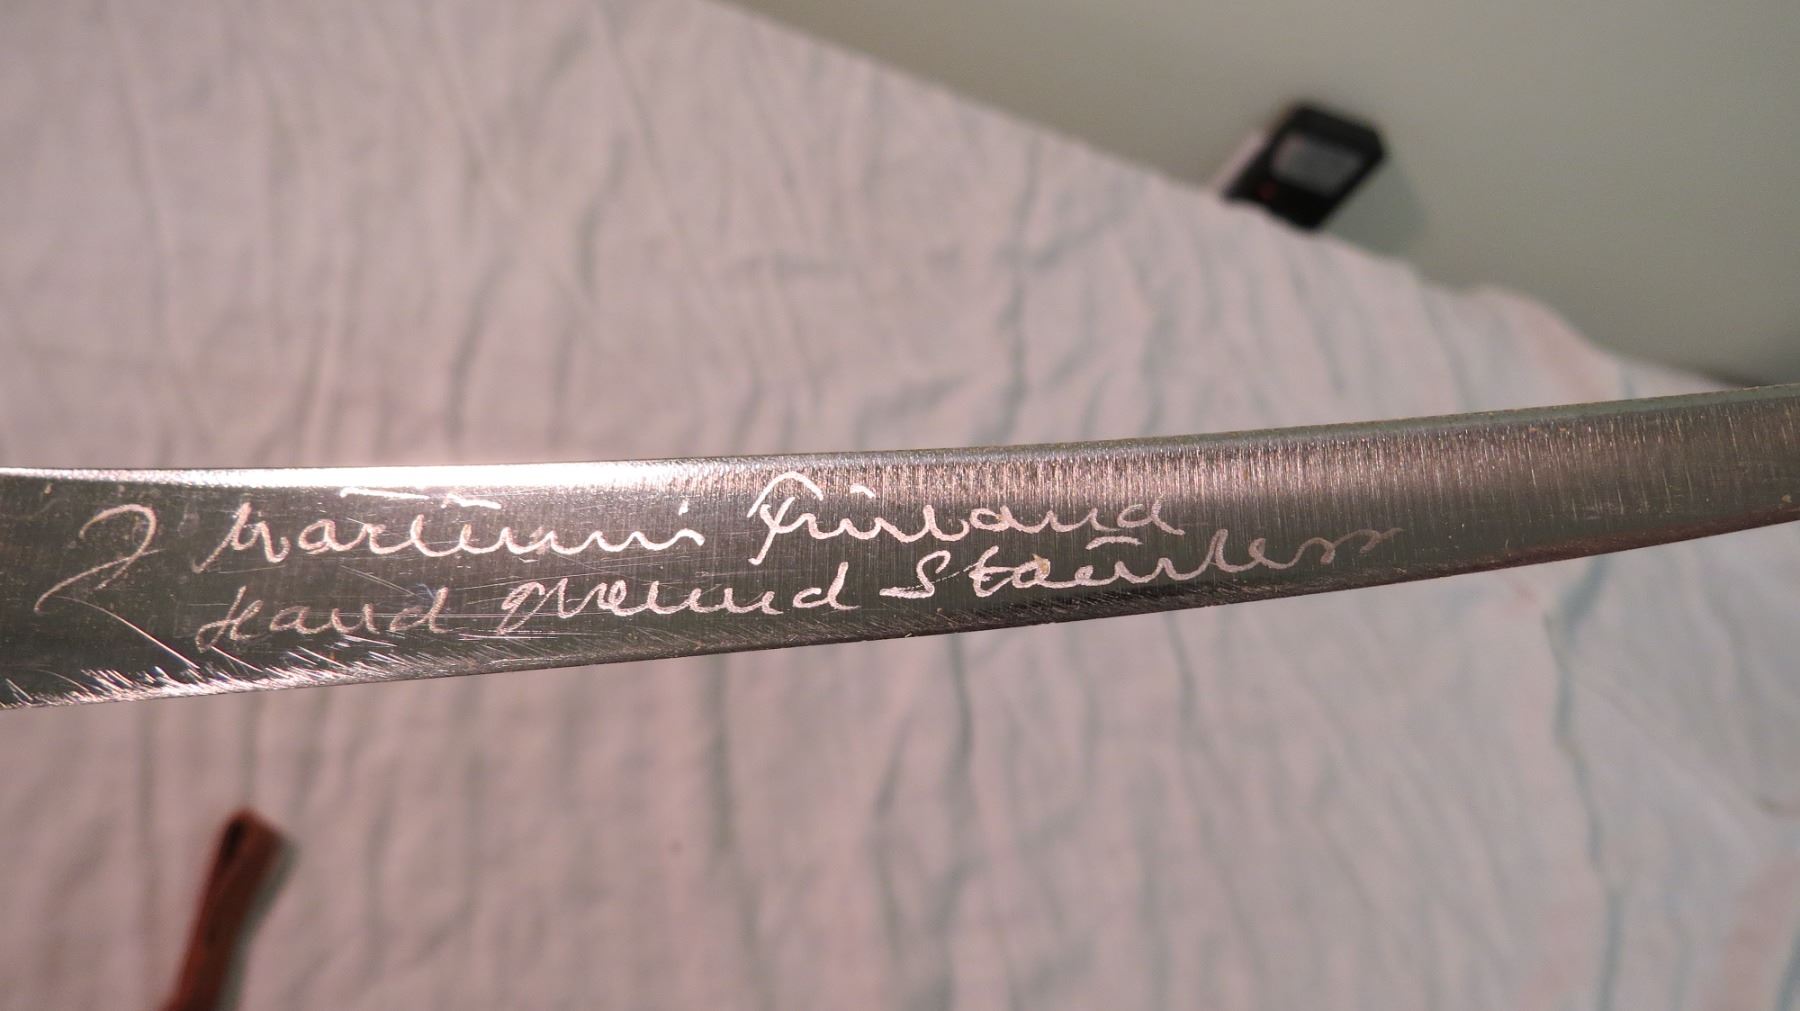 J Marttiini Finland
Hand ground Stainless